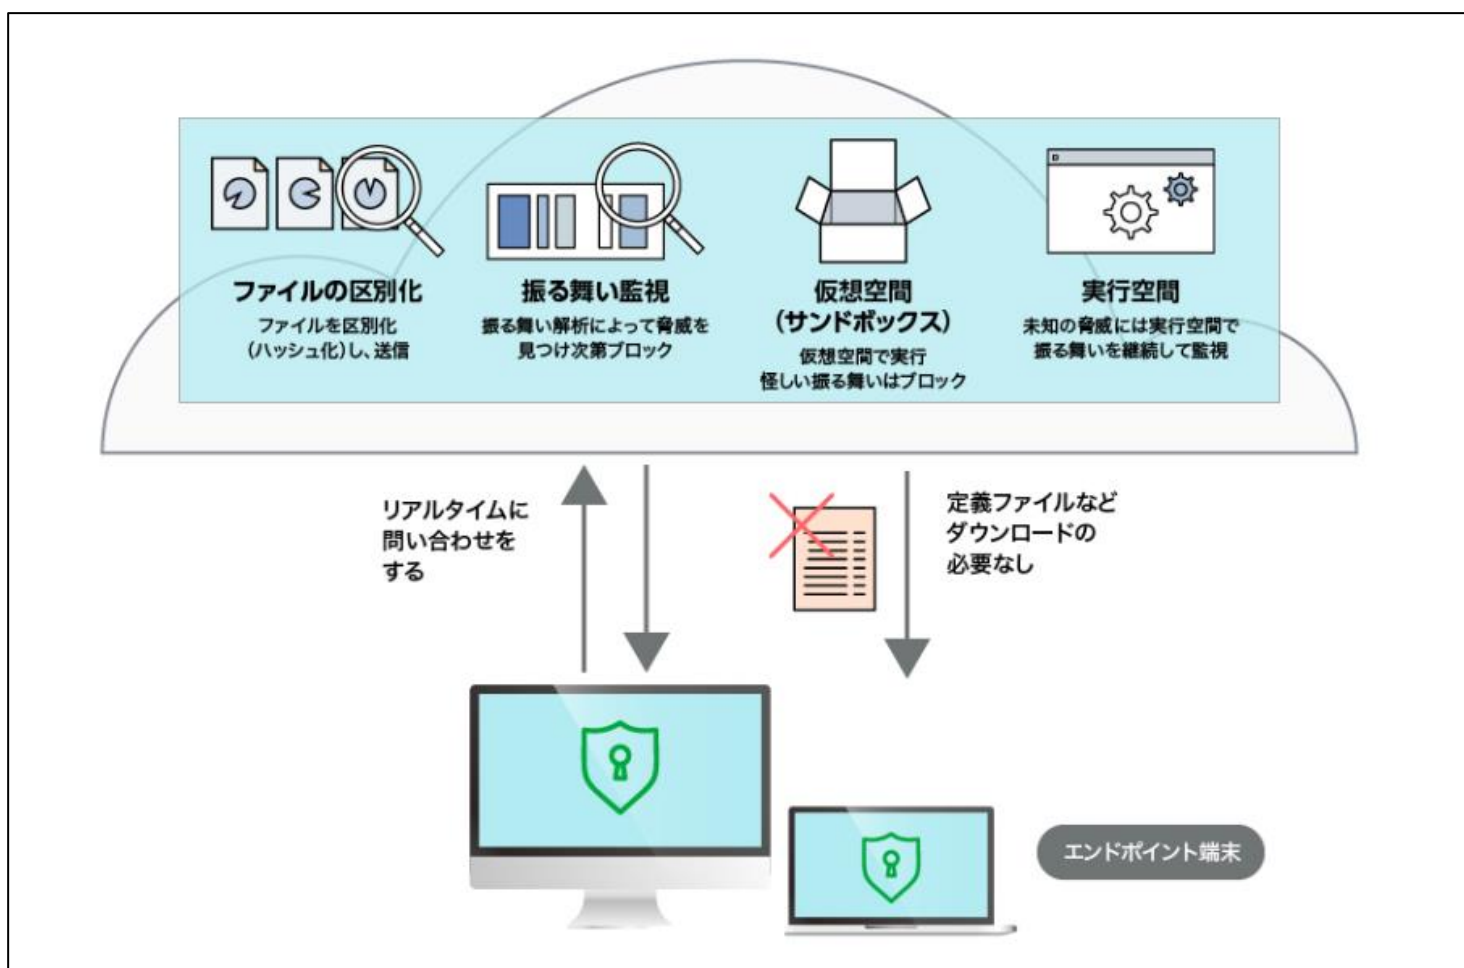 ファイルの区別化
ファイルを区別化
（ハッシュ化）し、送信
振る舞い監視
振る舞い解析によって脅威を
見つけ次第ブロック
仮想空間
（サンドボックス）
仮想空間で実行
怪しい振る舞いはブロック
実行空間
未知の脅威には実行空間で
振る舞いを継続して監視
リアルタイムに
問い合わせを
する
定義ファイルなど
ダウンロードの
必要なし
エンドポイント端末